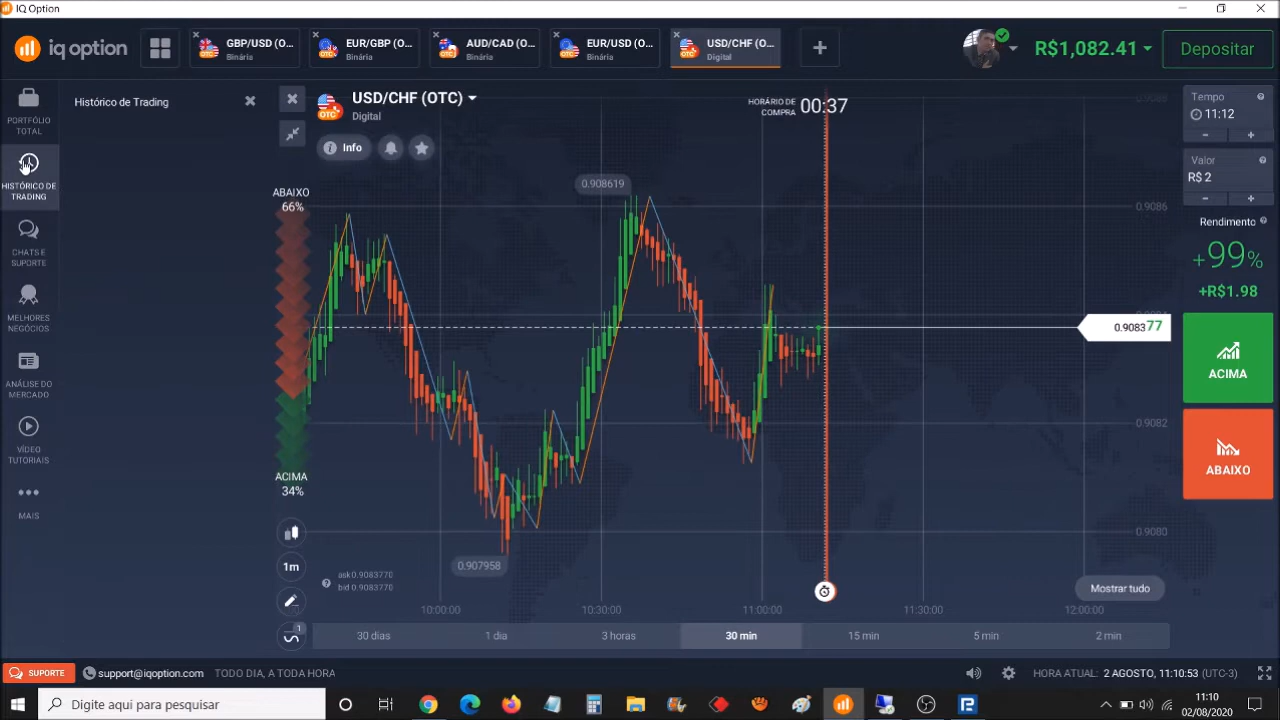 IQ Option
iq option
GBP/USD (O...
Binária
EUR/GBP (O...
Binária
AUD/CAD (O...
Binária
EUR/USD (O...
Binária
USD/CHF (O...
Digital
R$1,082.41
Depositar
PORTFÓLIO
TOTAL
HISTÓRICO DE
TRADING
CHATS E
SUPORTE
MELHORES
NEGÓCIOS
ANÁLISE DO
MERCADO
VÍDEO
TUTORIAIS
MAIS
Histórico de Trading
USD/CHF (OTC)
Digital
Info
ABAIXO
66%
ACIMA
34%
1m
1
HORÁRIO DE
COMPRA
00:37
0.908619
0.907958
ask 0.9083770
bid 0.9083770
0.9086
0.908377
0.9082
0.9080
Mostrar tudo
10:00:00
10:30:00
11:00:00
11:30:00
12:00:00
30 dias
1 dia
3 horas
30 min
15 min
5 min
2 min
Tempo
11:12
- +
Valor
R$ 2
- +
Rendimento
+99%
+R$1.98
ACIMA
ABAIXO
SUPORTE
support@iqoption.com
TODO DIA, A TODA HORA
HORA ATUAL: 2 AGOSTO, 11:10:53 (UTC-3)
Digite aqui para pesquisar
11:10
02/08/2020